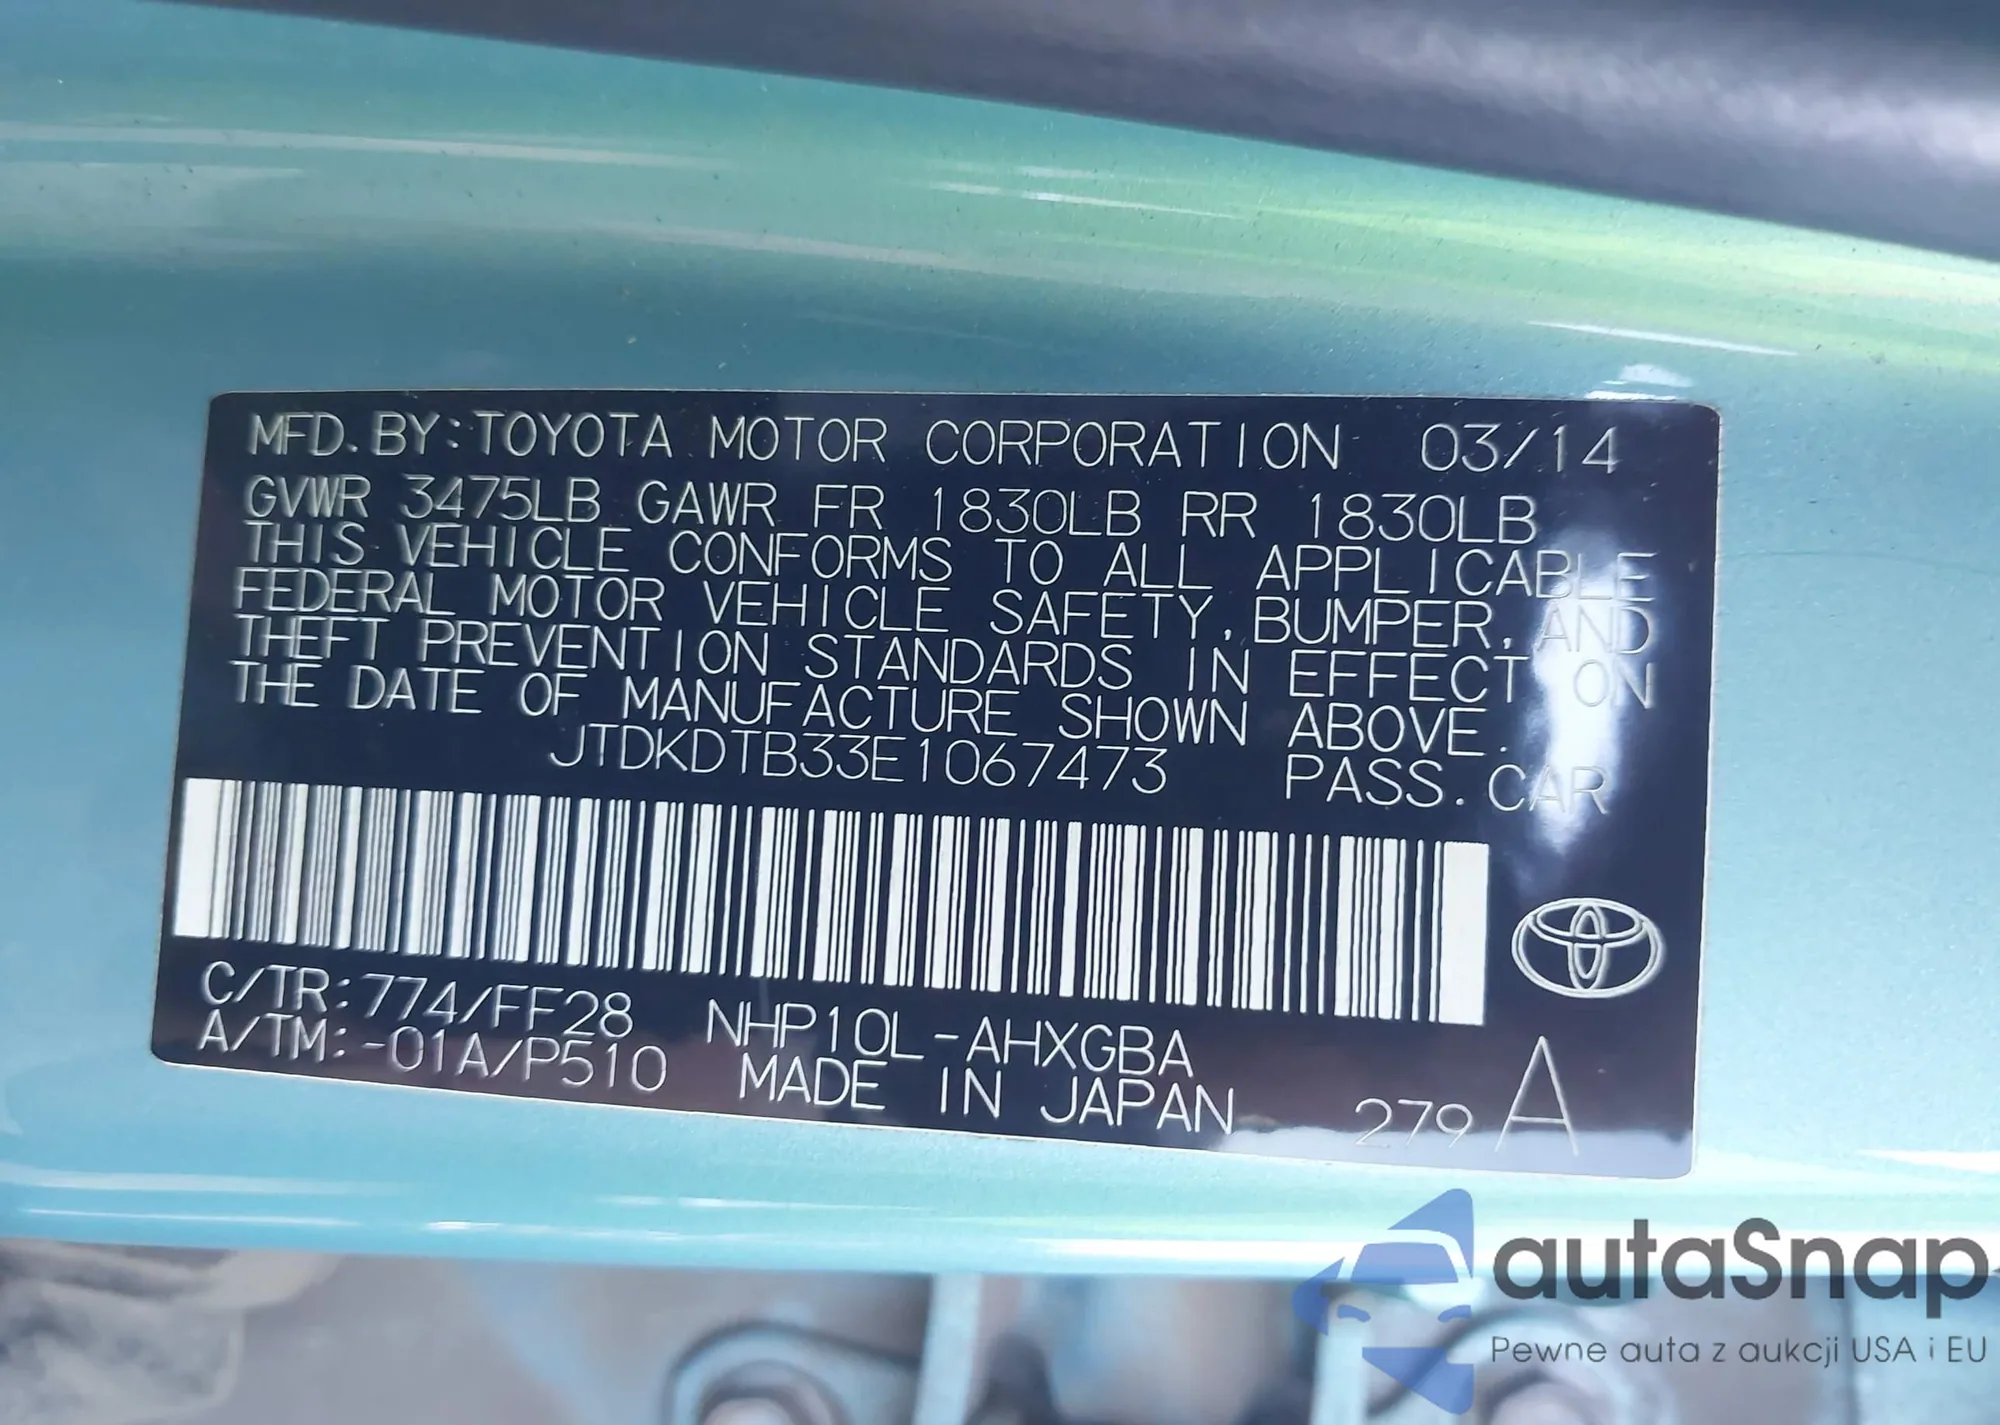 MFD. BY: TOYOTA MOTOR CORPORATION 03/14
GVWR 3475LB GAWR FR 1830LB RR 1830LB
THIS VEHICLE CONFORMS TO ALL APPLICABLE
FEDERAL MOTOR VEHICLE SAFETY, BUMPER, AND
THEFT PREVENTION STANDARDS IN EFFECT ON
THE DATE OF MANUFACTURE SHOWN ABOVE.
JTDKDTB33E1067473 PASS. CAR
C/TR: 774/FF28 NHP10L-AHXGBA
A/TM: -01A/P510 MADE IN JAPAN 279 A
autaSnap
Pewne auta z aukcji USA i EU